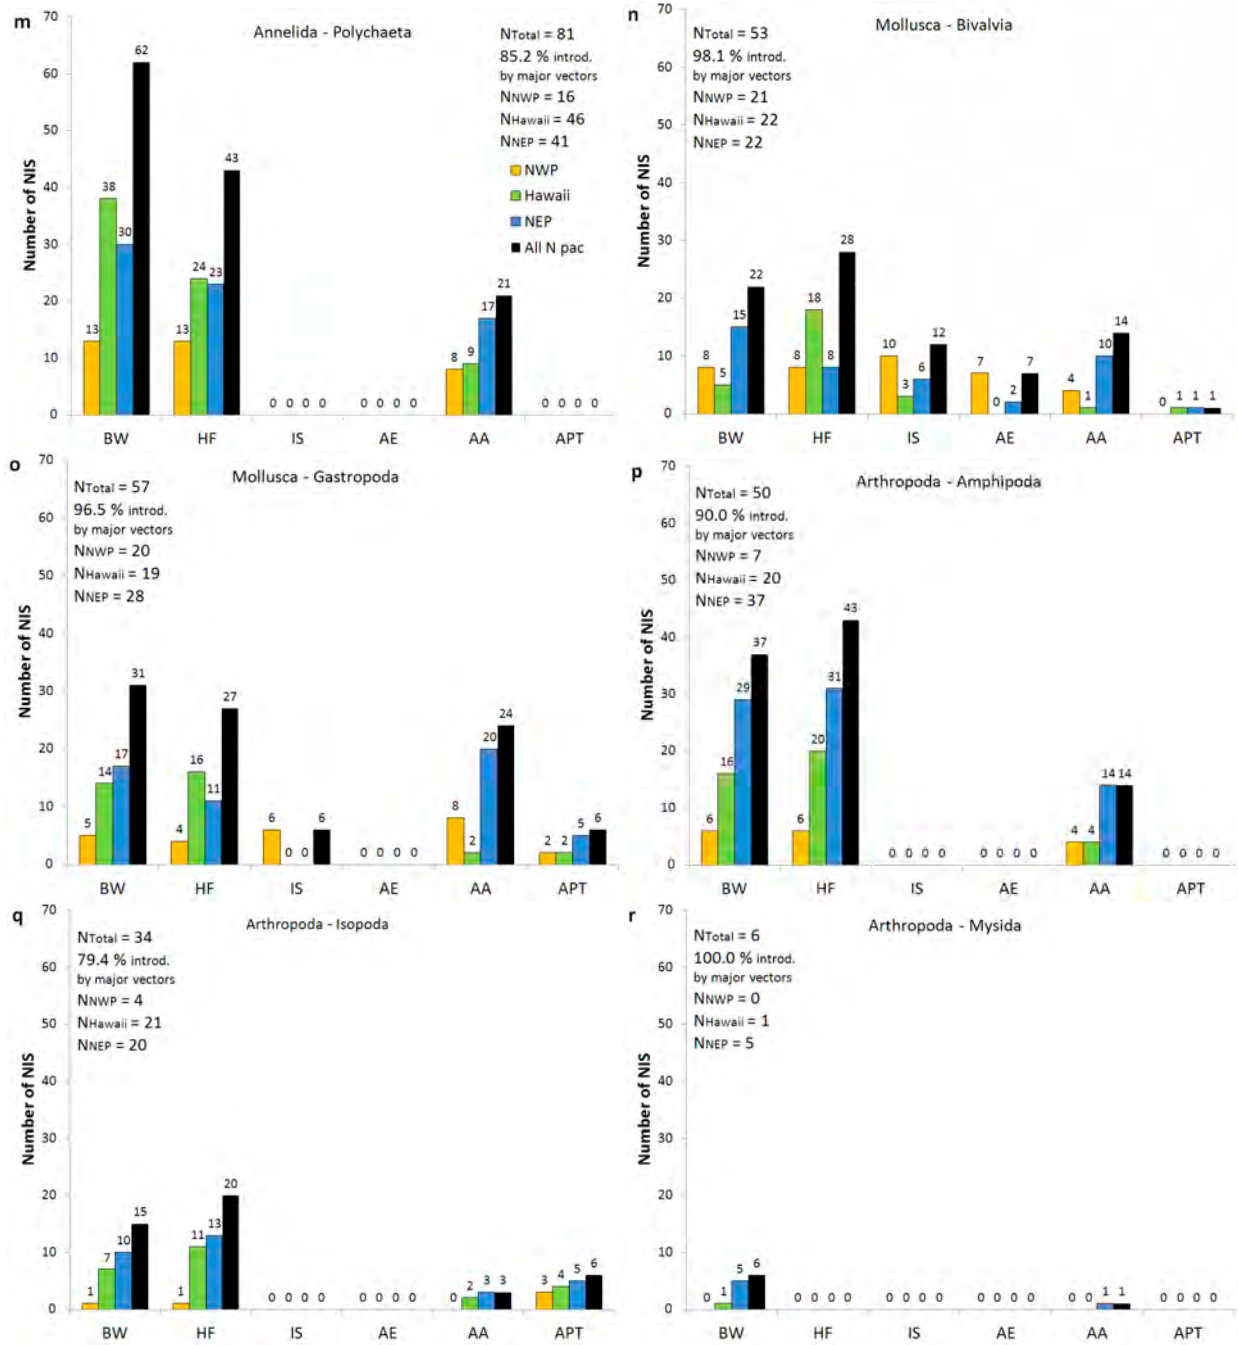 m
Annelida - Polychaeta
NTotal = 81
85.2 % introd.
by major vectors
NNWP = 16
NHawaii = 46
NNEP = 41
NWP
Hawaii
NEP
All N pac
Number of NIS
70
60
50
40
30
20
10
0
13 38 30 62
13 24 23 43
0 0 0 0
0 0 0 0
8 9 17 21
0 0 0 0
BW HF IS AE AA APT
n
Mollusca - Bivalvia
NTotal = 53
98.1 % introd.
by major vectors
NNWP = 21
NHawaii = 22
NNEP = 22
Number of NIS
70
60
50
40
30
20
10
0
8 5 15 22
8 18 8 28
10 3 6 12
7 0 2 7
4 1 10 14
0 1 1 1
BW HF IS AE AA APT
o
Mollusca - Gastropoda
NTotal = 57
96.5 % introd.
by major vectors
NNWP = 20
NHawaii = 19
NNEP = 28
Number of NIS
70
60
50
40
30
20
10
0
5 14 17 31
4 16 11 27
6 0 0 6
0 0 0 0
8 2 20 24
2 2 5 6
BW HF IS AE AA APT
p
Arthropoda - Amphipoda
NTotal = 50
90.0 % introd.
by major vectors
NNWP = 7
NHawaii = 20
NNEP = 37
Number of NIS
70
60
50
40
30
20
10
0
6 16 29 37
6 20 31 43
0 0 0 0
0 0 0 0
4 4 14 14
0 0 0 0
BW HF IS AE AA APT
q
Arthropoda - Isopoda
NTotal = 34
79.4 % introd.
by major vectors
NNWP = 4
NHawaii = 21
NNEP = 20
Number of NIS
70
60
50
40
30
20
10
0
1 7 10 15
1 11 13 20
0 0 0 0
0 0 0 0
0 2 3 3
3 4 5 6
BW HF IS AE AA APT
r
Arthropoda - Mysida
NTotal = 6
100.0 % introd.
by major vectors
NNWP = 0
NHawaii = 1
NNEP = 5
Number of NIS
70
60
50
40
30
20
10
0
0 1 5 6
0 0 0 0
0 0 0 0
0 0 0 0
0 0 1 1
0 0 0 0
BW HF IS AE AA APT